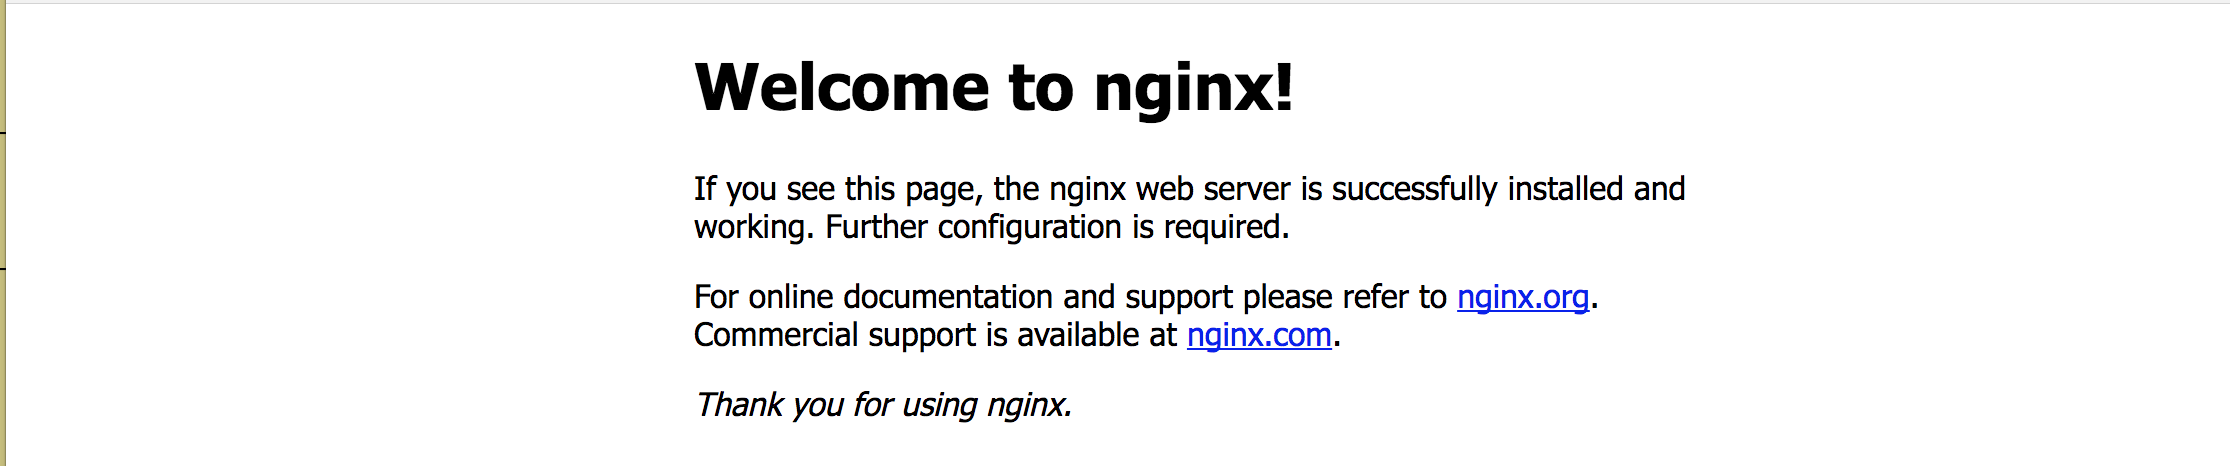 Welcome to nginx!
If you see this page, the nginx web server is successfully installed and
working. Further configuration is required.
For online documentation and support please refer to nginx.org.
Commercial support is available at nginx.com.
Thank you for using nginx.